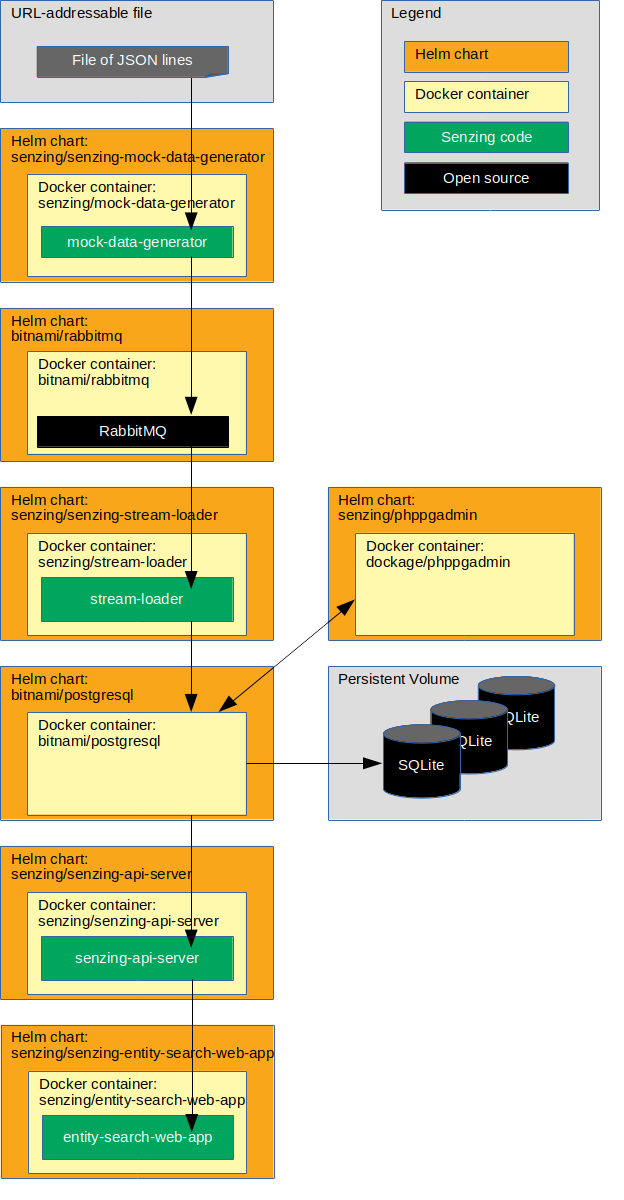 URL-addressable file
File of JSON lines
Legend
Helm chart
Docker container
Senzing code
Open source
Helm chart:
senzing/senzing-mock-data-generator
Docker container:
senzing/mock-data-generator
mock-data-generator
Helm chart:
bitnami/rabbitmq
Docker container:
bitnami/rabbitmq
RabbitMQ
Helm chart:
senzing/senzing-stream-loader
Docker container:
senzing/stream-loader
stream-loader
Helm chart:
senzing/phppgadmin
Docker container:
dockage/phppgadmin
Helm chart:
bitnami/postgresql
Docker container:
bitnami/postgresql
Persistent Volume
QLite
QLite
SQLite
Helm chart:
senzing/senzing-api-server
Docker container:
senzing/senzing-api-server
senzing-api-server
Helm chart:
senzing/senzing-entity-search-web-app
Docker container:
senzing/entity-search-web-app
entity-search-web-app